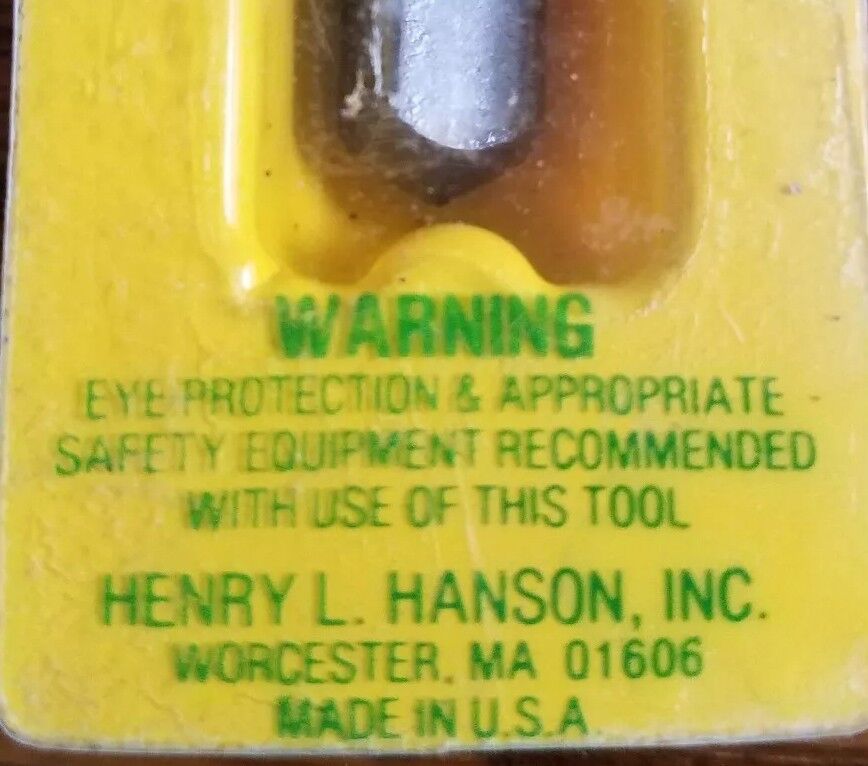 WARNING
EYE PROTECTION & APPROPRIATE
SAFETY EQUIPMENT RECOMMENDED
WITH USE OF THIS TOOL
HENRY L. HANSON, INC.
WORCESTER, MA 01606
MADE IN U.S.A